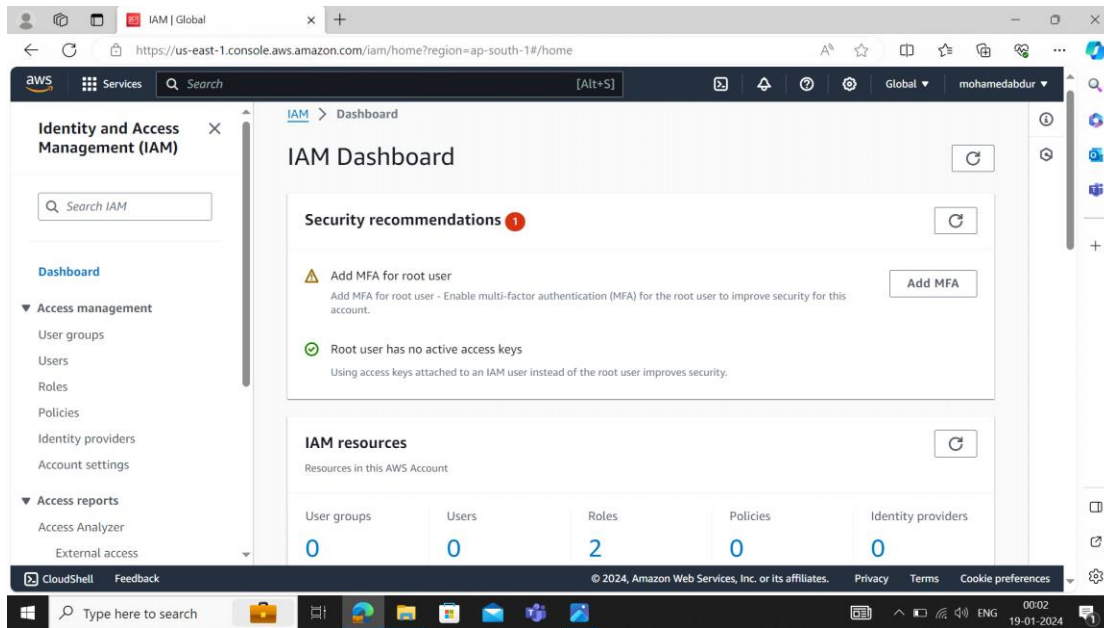 IAM | Global
https://us-east-1.console.aws.amazon.com/iam/home?region=ap-south-1#/home
aws
Services
Search
[Alt+S]
Global
mohamedabdur
Identity and Access
Management (IAM)
Search IAM
Dashboard
Access management
User groups
Users
Roles
Policies
Identity providers
Account settings
Access reports
Access Analyzer
External access
IAM > Dashboard
IAM Dashboard
Security recommendations 1
Add MFA for root user
Add MFA for root user - Enable multi-factor authentication (MFA) for the root user to improve security for this
account.
Add MFA
Root user has no active access keys
Using access keys attached to an IAM user instead of the root user improves security.
IAM resources
Resources in this AWS Account
User groups Users Roles Policies Identity providers
0 0 2 0 0
CloudShell Feedback © 2024, Amazon Web Services, Inc. or its affiliates. Privacy Terms Cookie preferences
Type here to search
ENG
00:02
19-01-2024